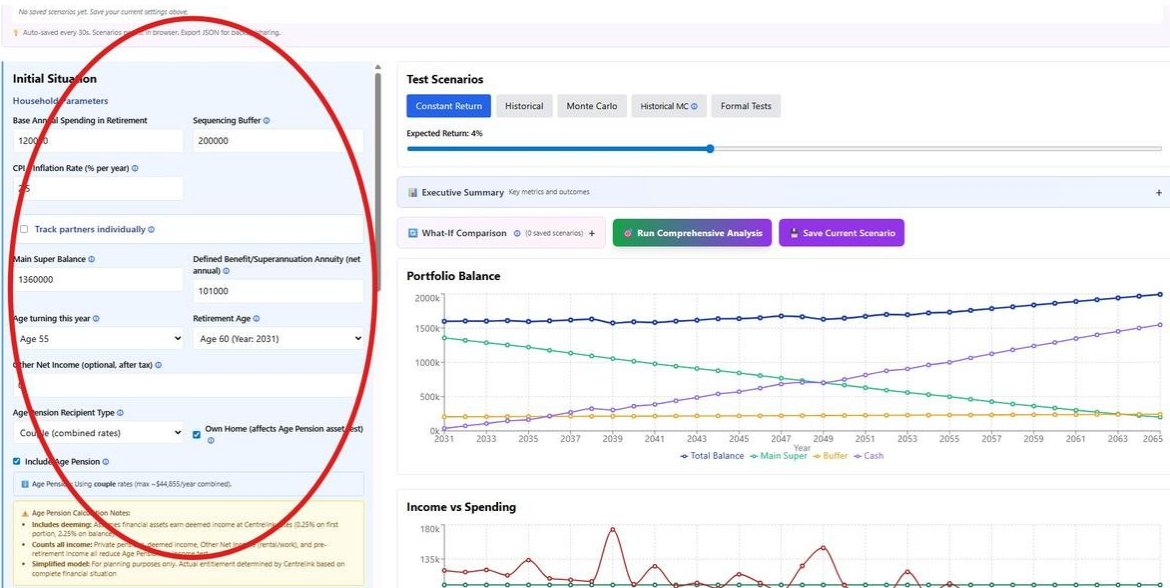 No saved scenarios yet. Save your current settings above.
Auto-saved every 30s. Scenarios in browser. Export JSON for sharing.
Initial Situation
Household Parameters
Base Annual Spending in Retirement
Sequencing Buffer
120000
200000
CPI Inflation Rate (% per year)
2.5
Track partners individually
Main Super Balance
Defined Benefit/Superannuation Annuity (net annual)
1360000
101000
Age turning this year
Retirement Age
Age 55
Age 60 (Year: 2031)
Other Net Income (optional, after tax)
Age Pension Recipient Type
Couple (combined rates)
Own Home (affects Age Pension asset test)
Include Age Pension
Age Pension: Using couple rates (max ~$44,855/year combined).
Age Pension Calculation Notes:
Includes deeming: Assumes financial assets earn deemed income at Centrelink rates (0.25% on first
portion, 2.25% on balance)
Counts all income: Private pension, deemed income, Other Net Income (rental/work), and pre-
retirement income all reduce Age Pension income test
Simplified model: For planning purposes only. Actual entitlement determined by Centrelink based on
complete financial situation
Test Scenarios
Constant Return
Historical
Monte Carlo
Historical MC
Formal Tests
Expected Return: 4%
Executive Summary Key metrics and outcomes +
What-If Comparison (0 saved scenarios) +
Run Comprehensive Analysis
Save Current Scenario
Portfolio Balance
2000k
1500k
1000k
500k
0k
2031 2033 2035 2037 2039 2041 2043 2045 2047 2049 2051 2053 2055 2057 2059 2061 2063 2065
Year
Total Balance Main Super Buffer Cash
Income vs Spending
180k
135k